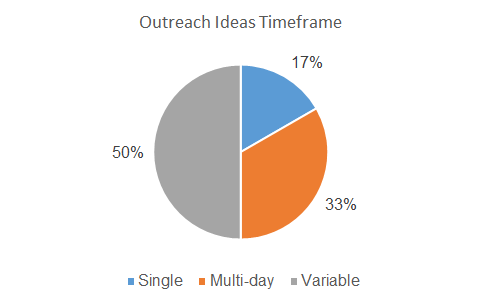 Outreach Ideas Timeframe
17%
50%
33%
Single Multi-day Variable